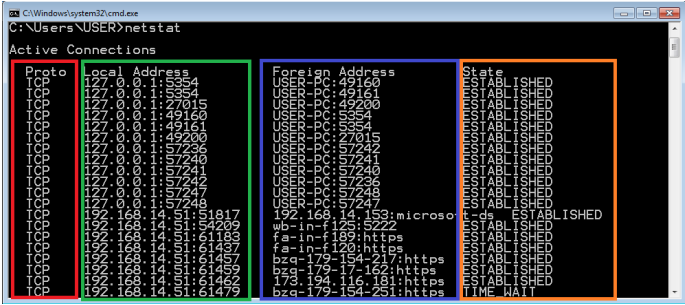 C:\Windows\system32\cmd.exe
C:\Users\USER>netstat
Active Connections
Proto Local Address Foreign Address State
TCP 127.0.0.1:5354 USER-PC:49160 ESTABLISHED
TCP 127.0.0.1:5354 USER-PC:49161 ESTABLISHED
TCP 127.0.0.1:27015 USER-PC:49200 ESTABLISHED
TCP 127.0.0.1:49160 USER-PC:5354 ESTABLISHED
TCP 127.0.0.1:49161 USER-PC:5354 ESTABLISHED
TCP 127.0.0.1:49200 USER-PC:27015 ESTABLISHED
TCP 127.0.0.1:57236 USER-PC:57242 ESTABLISHED
TCP 127.0.0.1:57240 USER-PC:57241 ESTABLISHED
TCP 127.0.0.1:57241 USER-PC:57240 ESTABLISHED
TCP 127.0.0.1:57242 USER-PC:57236 ESTABLISHED
TCP 127.0.0.1:57247 USER-PC:57248 ESTABLISHED
TCP 127.0.0.1:57248 USER-PC:57247 ESTABLISHED
TCP 192.168.14.51:51817 192.168.14.153:microsoft-ds ESTABLISHED
TCP 192.168.14.51:54209 wb-in-f125:5222 ESTABLISHED
TCP 192.168.14.51:61183 fa-in-f189:https ESTABLISHED
TCP 192.168.14.51:61437 fa-in-f120:https ESTABLISHED
TCP 192.168.14.51:61457 bzq-179-154-217:https ESTABLISHED
TCP 192.168.14.51:61459 bzq-179-17-162:https ESTABLISHED
TCP 192.168.14.51:61462 173.194.116.181:https ESTABLISHED
TCP 192.168.14.51:61479 bzq-179-154-251:https TIME_WAIT